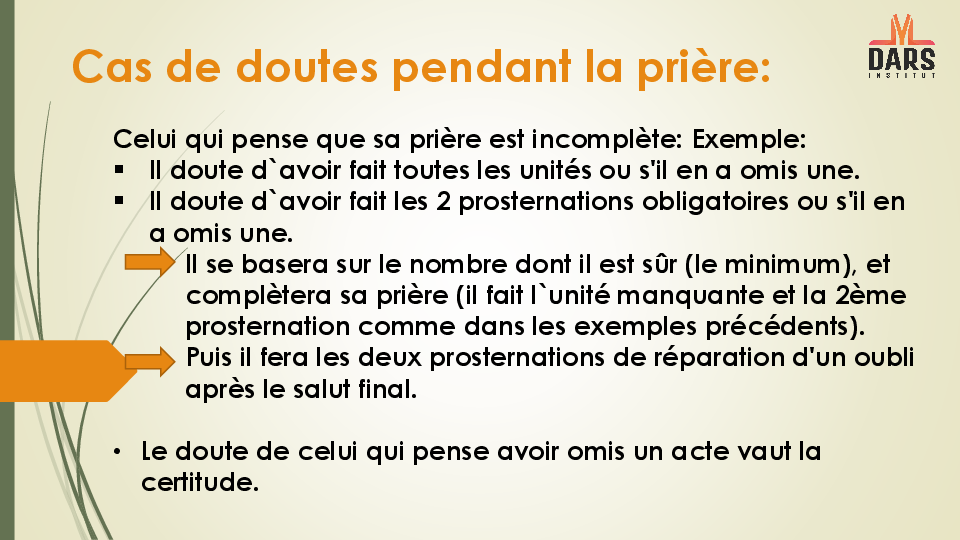 Cas de doutes pendant la prière:
M
DARS
INSTITUT
Celui qui pense que sa prière est incomplète: Exemple:
▪ Il doute d`avoir fait toutes les unités ou s'il en a omis une.
▪ Il doute d`avoir fait les 2 prosternations obligatoires ou s'il en
a omis une.
Il se basera sur le nombre dont il est sûr (le minimum), et
complètera sa prière (il fait l`unité manquante et la 2ème
prosternation comme dans les exemples précédents).
Puis il fera les deux prosternations de réparation d'un oubli
après le salut final.
• Le doute de celui qui pense avoir omis un acte vaut la
certitude.